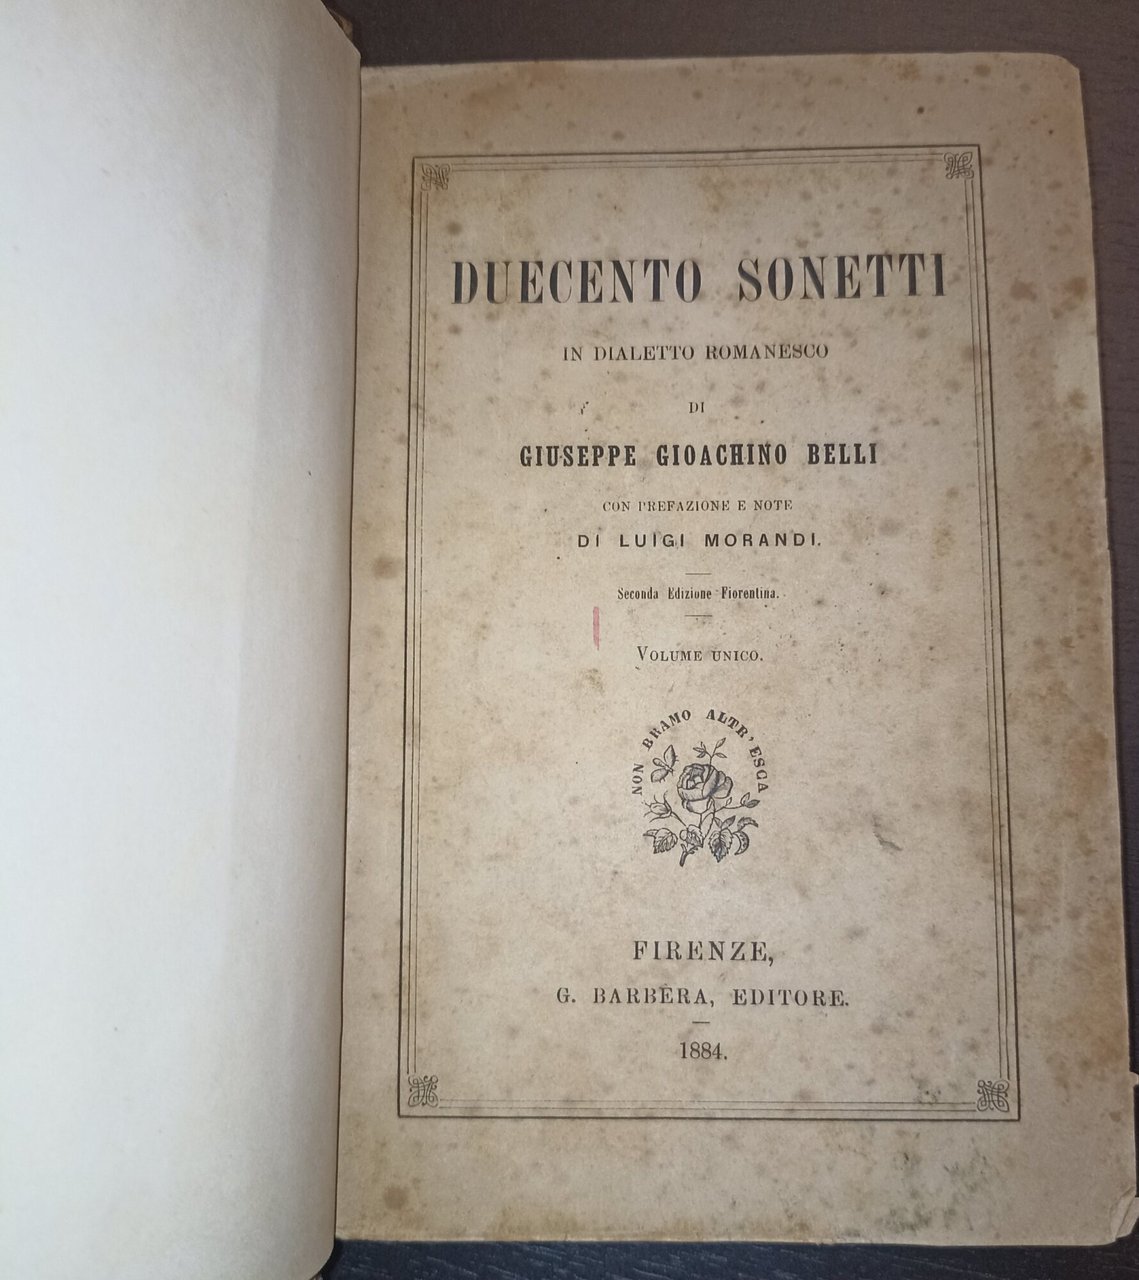 DUECENTO SONETTI
IN DIALETTO ROMANESCO
DI
GIUSEPPE GIOACHINO BELLI
CON PREFAZIONE E NOTE
DI LUIGI MORANDI.
Seconda Edizione Fiorentina.
VOLUME UNICO.
NON BRAMO ALTR' ESCA
FIRENZE,
G. BARBÈRA, EDITORE.
1884.